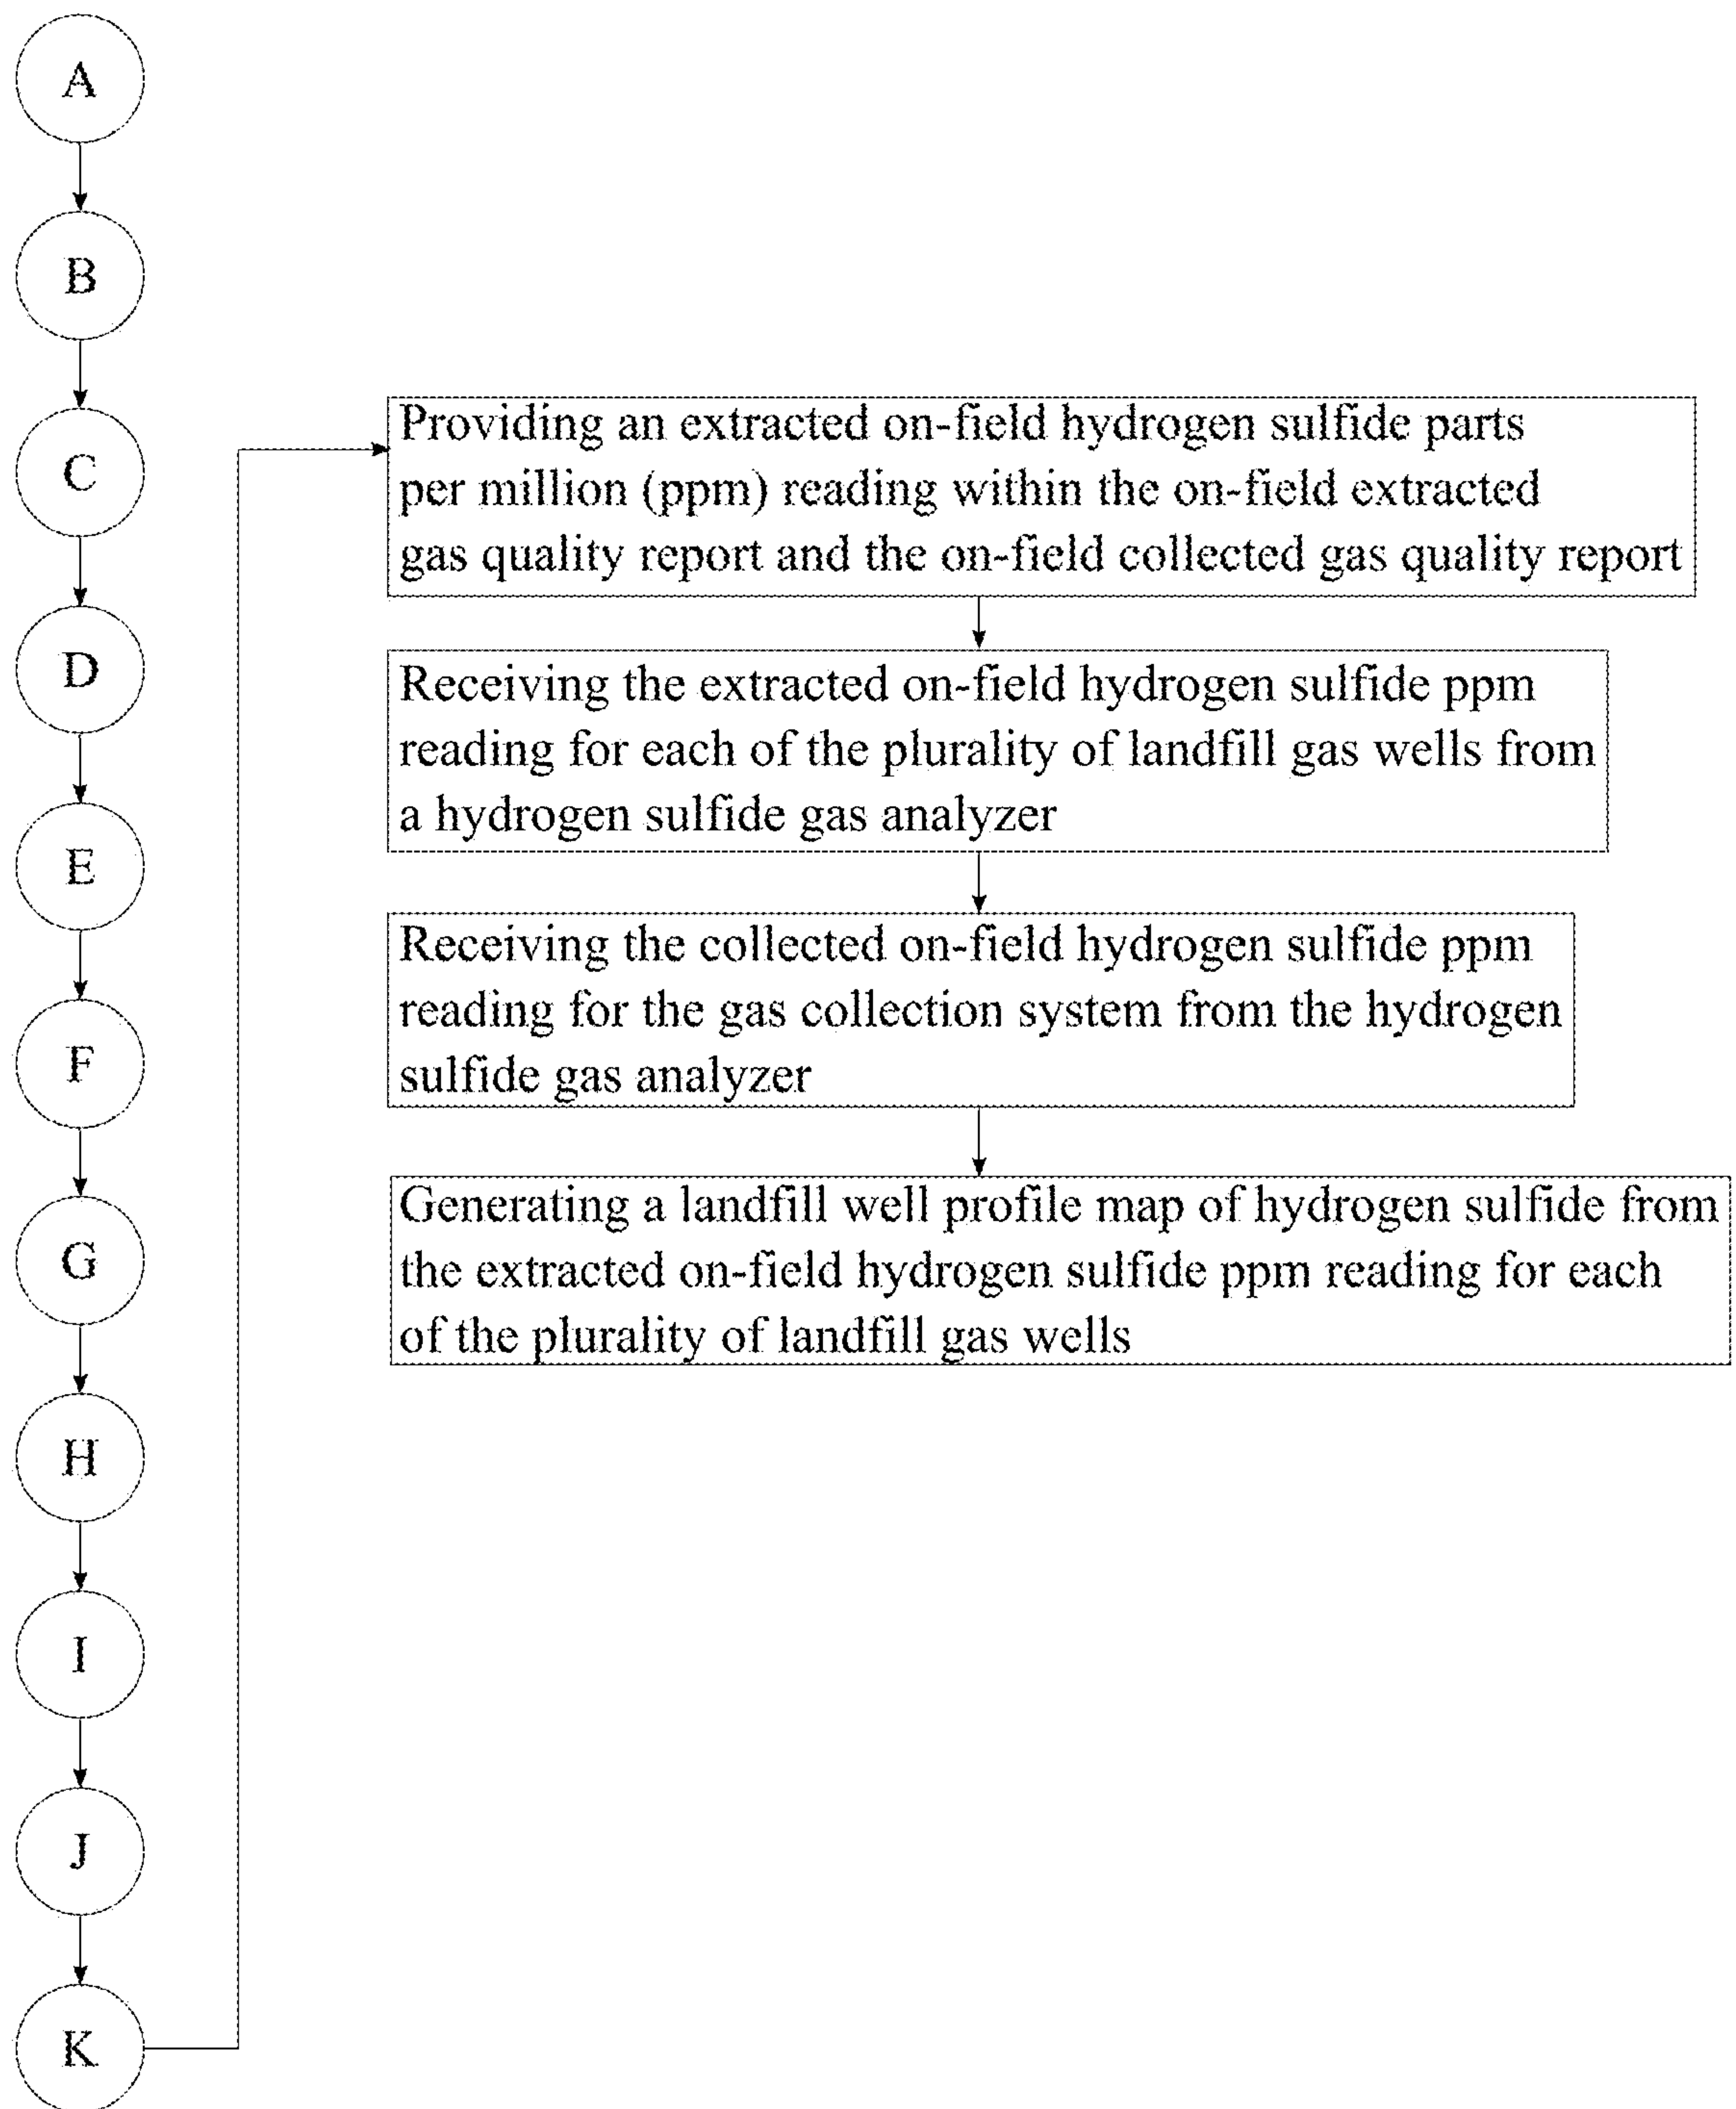 A
B
C
D
E
F
G
H
I
J
K
Providing an extracted on-field hydrogen sulfide parts
per million (ppm) reading within the on-field extracted
gas quality report and the on-field collected gas quality report
Receiving the extracted on-field hydrogen sulfide ppm
reading for each of the plurality of landfill gas wells from
a hydrogen sulfide gas analyzer
Receiving the collected on-field hydrogen sulfide ppm
reading for the gas collection system from the hydrogen
sulfide gas analyzer
Generating a landfill well profile map of hydrogen sulfide from
the extracted on-field hydrogen sulfide ppm reading for each
of the plurality of landfill gas wells